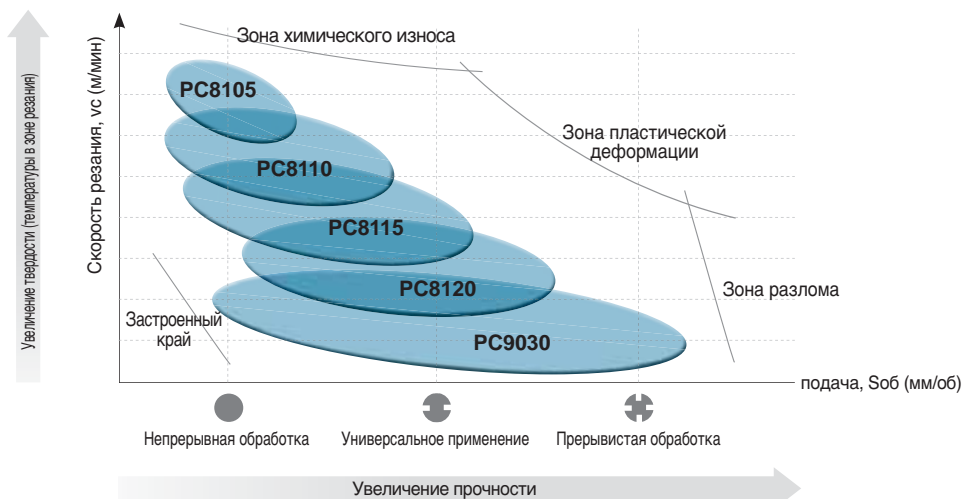 Увеличение твердости (температуры в зоне резания)
Скорость резания, vc (м/мин)
Зона химического износа
PC8105
Зона пластической
деформации
PC8110
PC8115
PC8120
Зона разлома
Застроенный
край
PC9030
подача, Sоб (мм/об)
Непрерывная обработка
Универсальное применение
Прерывистая обработка
Увеличение прочности